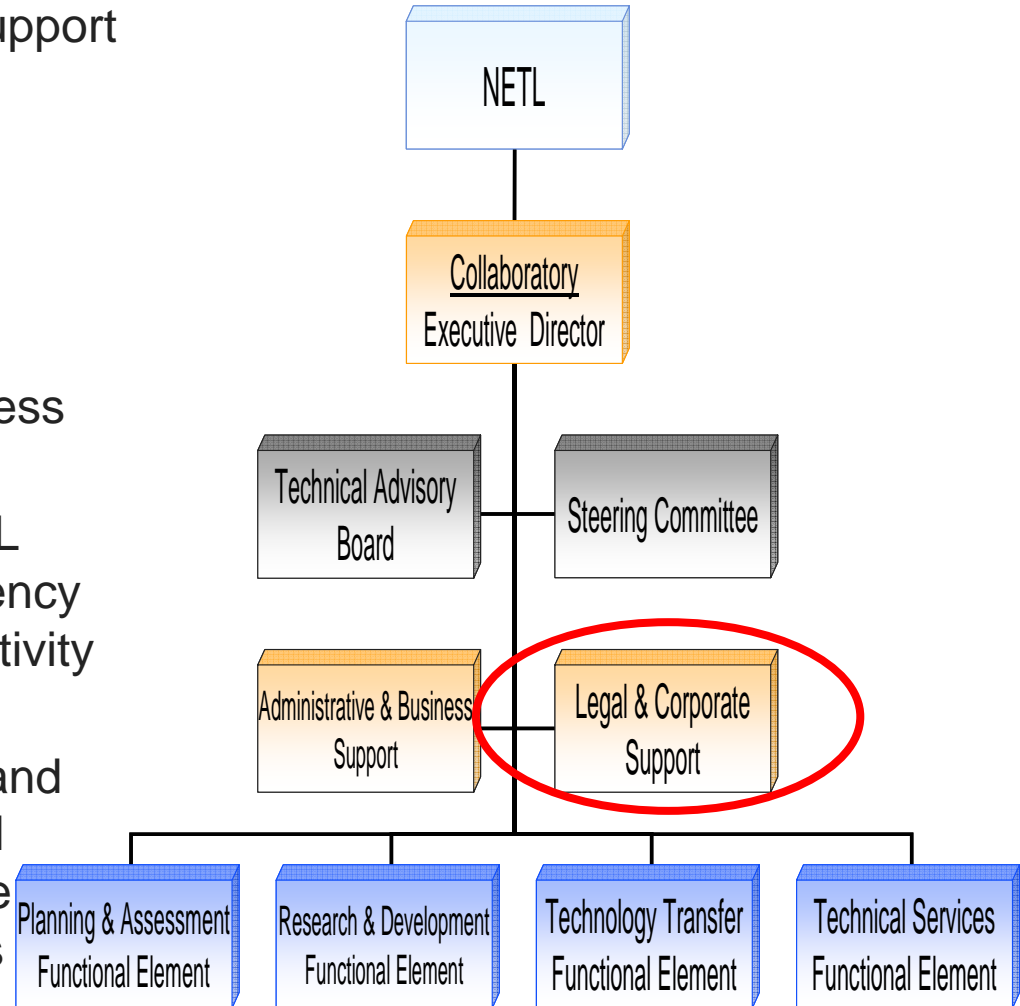 upport
ess
L
ency
tivity
and
e
s
NETL
Collaboratory
Executive Director
Technical Advisory
Board
Steering Committee
Administrative & Business
Support
Legal & Corporate
Support
Planning & Assessment
Functional Element
Research & Development
Functional Element
Technology Transfer
Functional Element
Technical Services
Functional Element